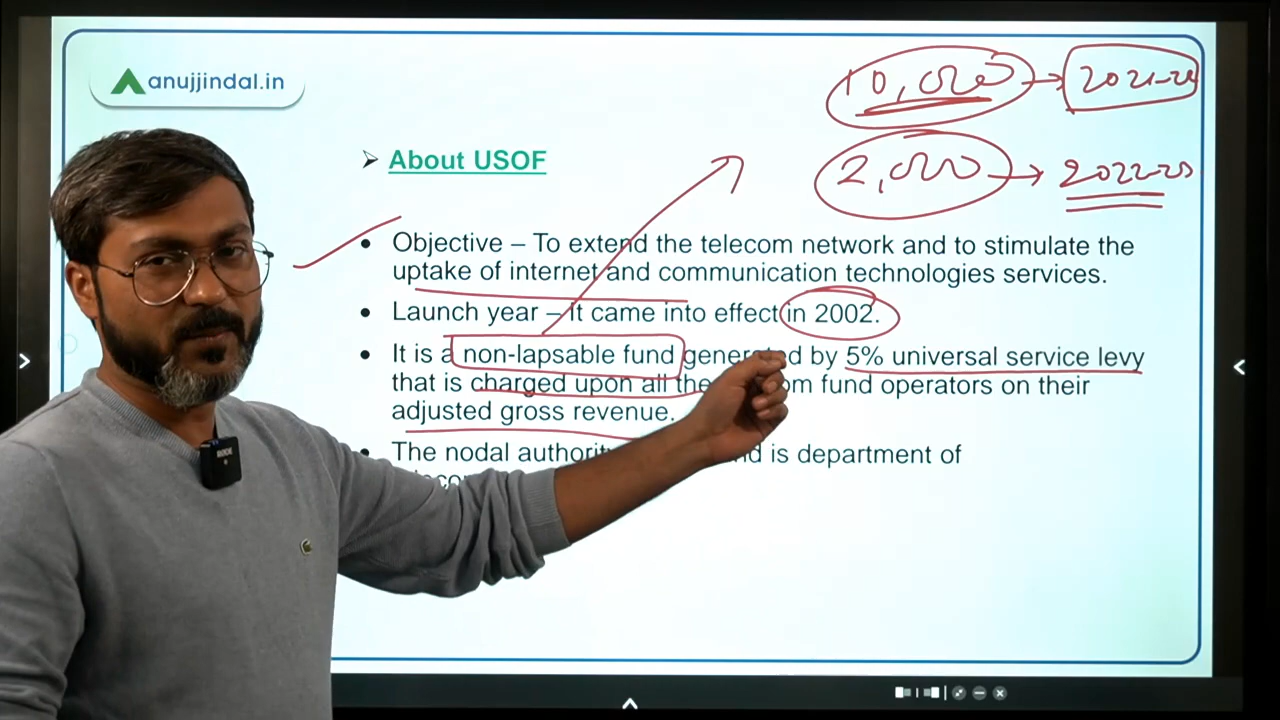 anujjindal.in
10,000 → 2021-22
2,000 → 2022-23
About USOF
Objective – To extend the telecom network and to stimulate the
uptake of internet and communication technologies services.
Launch year – It came into effect in 2002.
It is a non-lapsable fund generated by 5% universal service levy
that is charged upon all the fund operators on their
adjusted gross revenue.
The nodal is department of